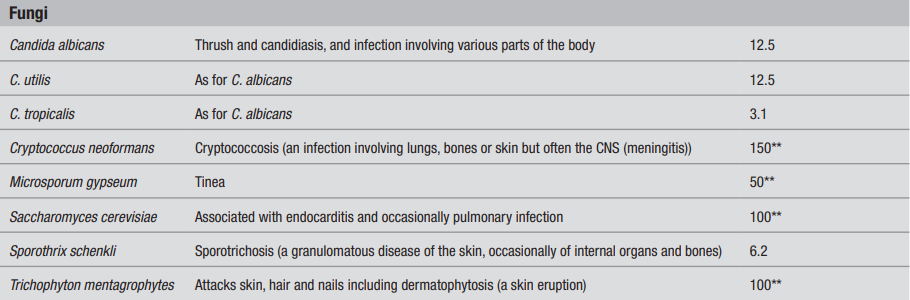 Fungi
Candida albicans Thrush and candidiasis, and infection involving various parts of the body 12.5
C. utilis As for C. albicans 12.5
C. tropicalis As for C. albicans 3.1
Cryptococcus neoformans Cryptococcosis (an infection involving lungs, bones or skin but often the CNS (meningitis)) 150**
Microsporum gypseum Tinea 50**
Saccharomyces cerevisiae Associated with endocarditis and occasionally pulmonary infection 100**
Sporothrix schenkli Sporotrichosis (a granulomatous disease of the skin, occasionally of internal organs and bones) 6.2
Trichophyton mentagrophytes Attacks skin, hair and nails including dermatophytosis (a skin eruption) 100**